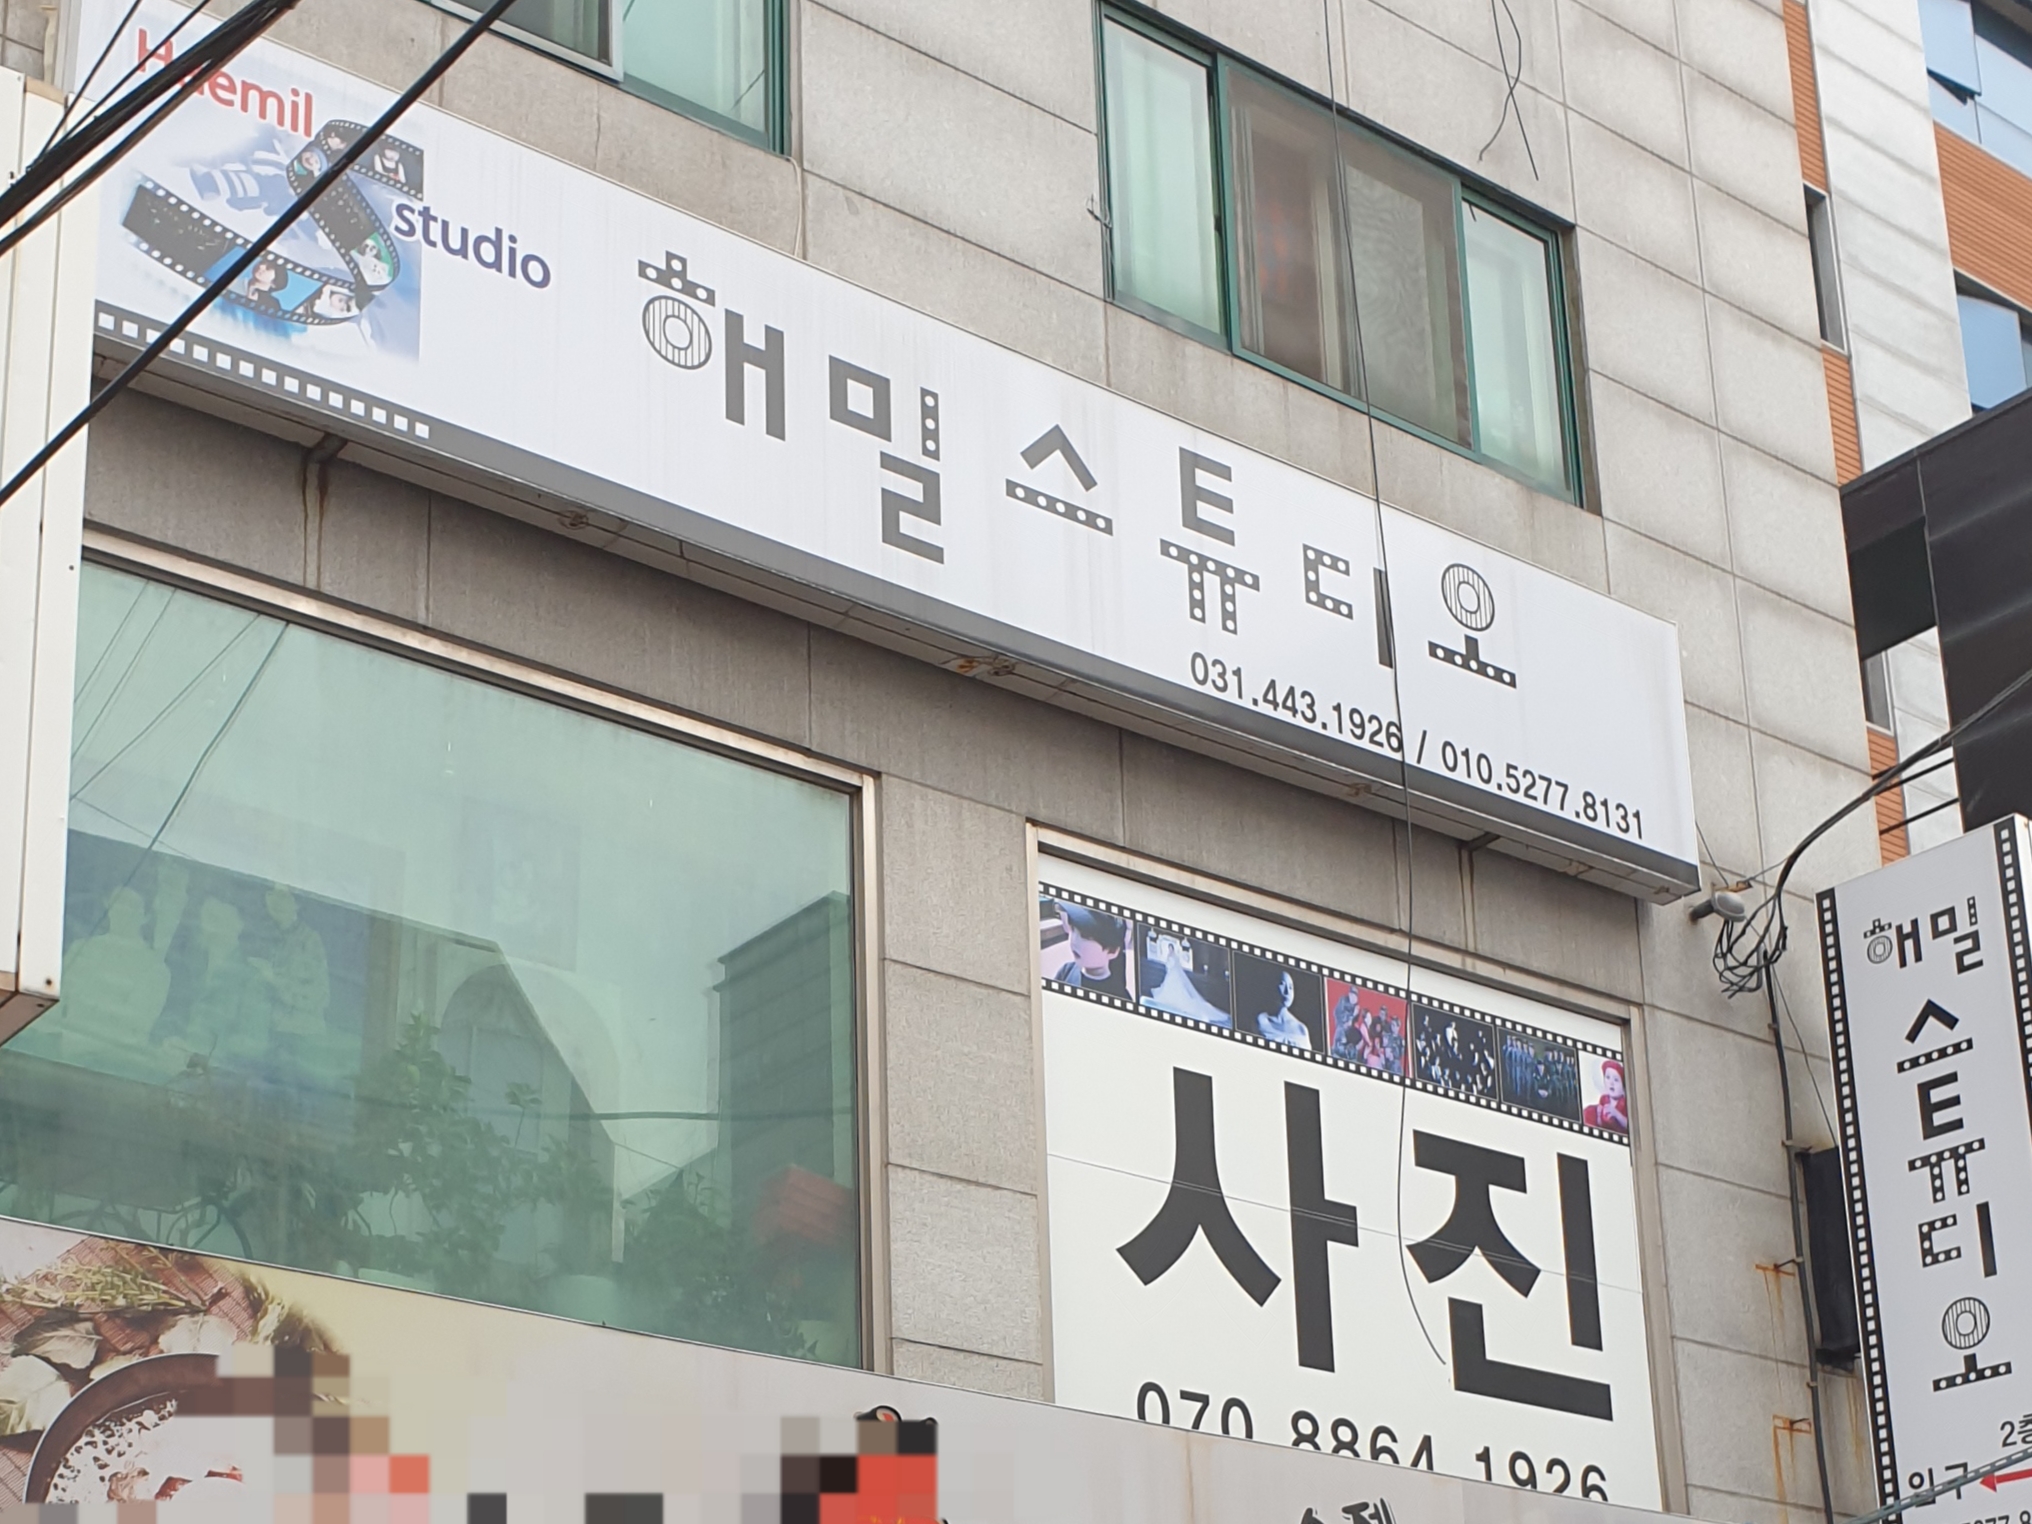 Haemil
studio
해밀 스튜디오
031.443.1926 / 010.5277.8131
사진
070 8864 1926
해밀
스튜디오
2층
입구